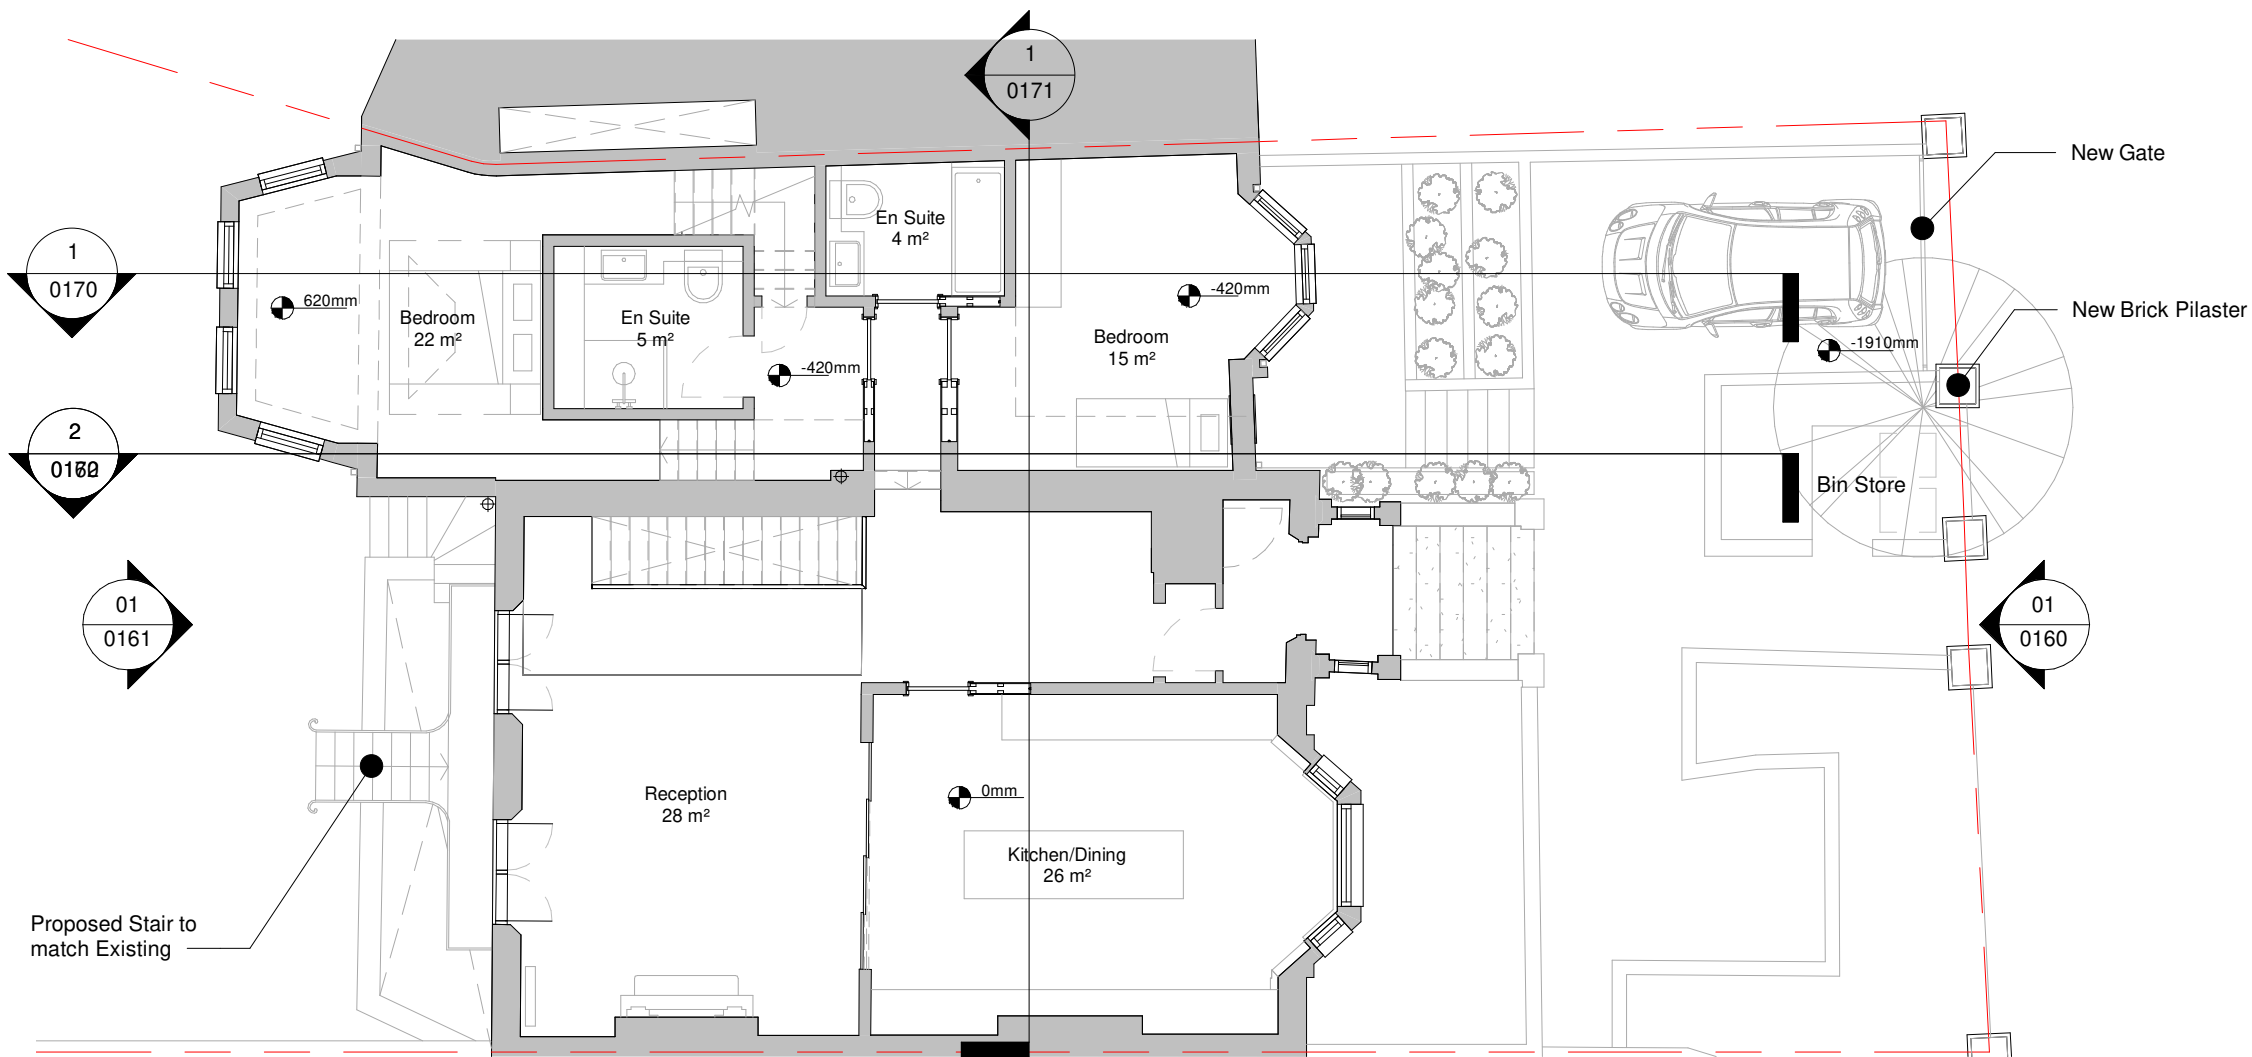 1
0171
New Gate
En Suite
4 m²
1
0170
620mm
-420mm
New Brick Pilaster
Bedroom
22 m²
En Suite
5 m²
Bedroom
15 m²
-1910mm
-420mm
2
Bin Store
01
0161
01
0160
Reception
28 m²
0mm
Kitchen/Dining
26 m²
Proposed Stair to
match Existing